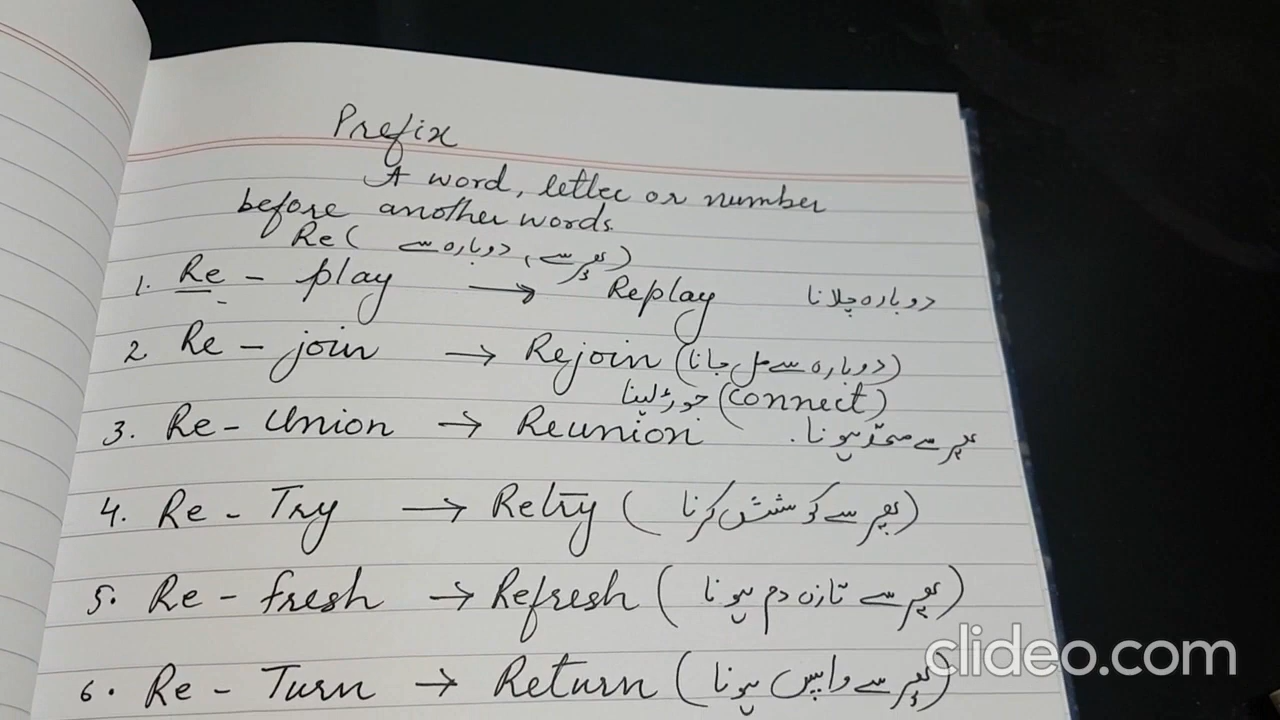 Prefix
A word, letter or number
before another words.
Re ( پھر سے, دوبارہ سے )
1. Re - play → Replay دوبارہ چلانا
2 Re - join → Rejoin (دوبارہ سے مل جانا)
جوڑ لینا (connect)
3. Re - Union → Reunion پھر سے متحد ہونا.
4. Re - Try → Retry ( پھر سے کوشش کرنا)
5. Re - fresh → Refresh ( پھر سے تازہ دم ہونا)
6. Re - Turn → Return (پھر سے واپس ہونا)
clideo.com